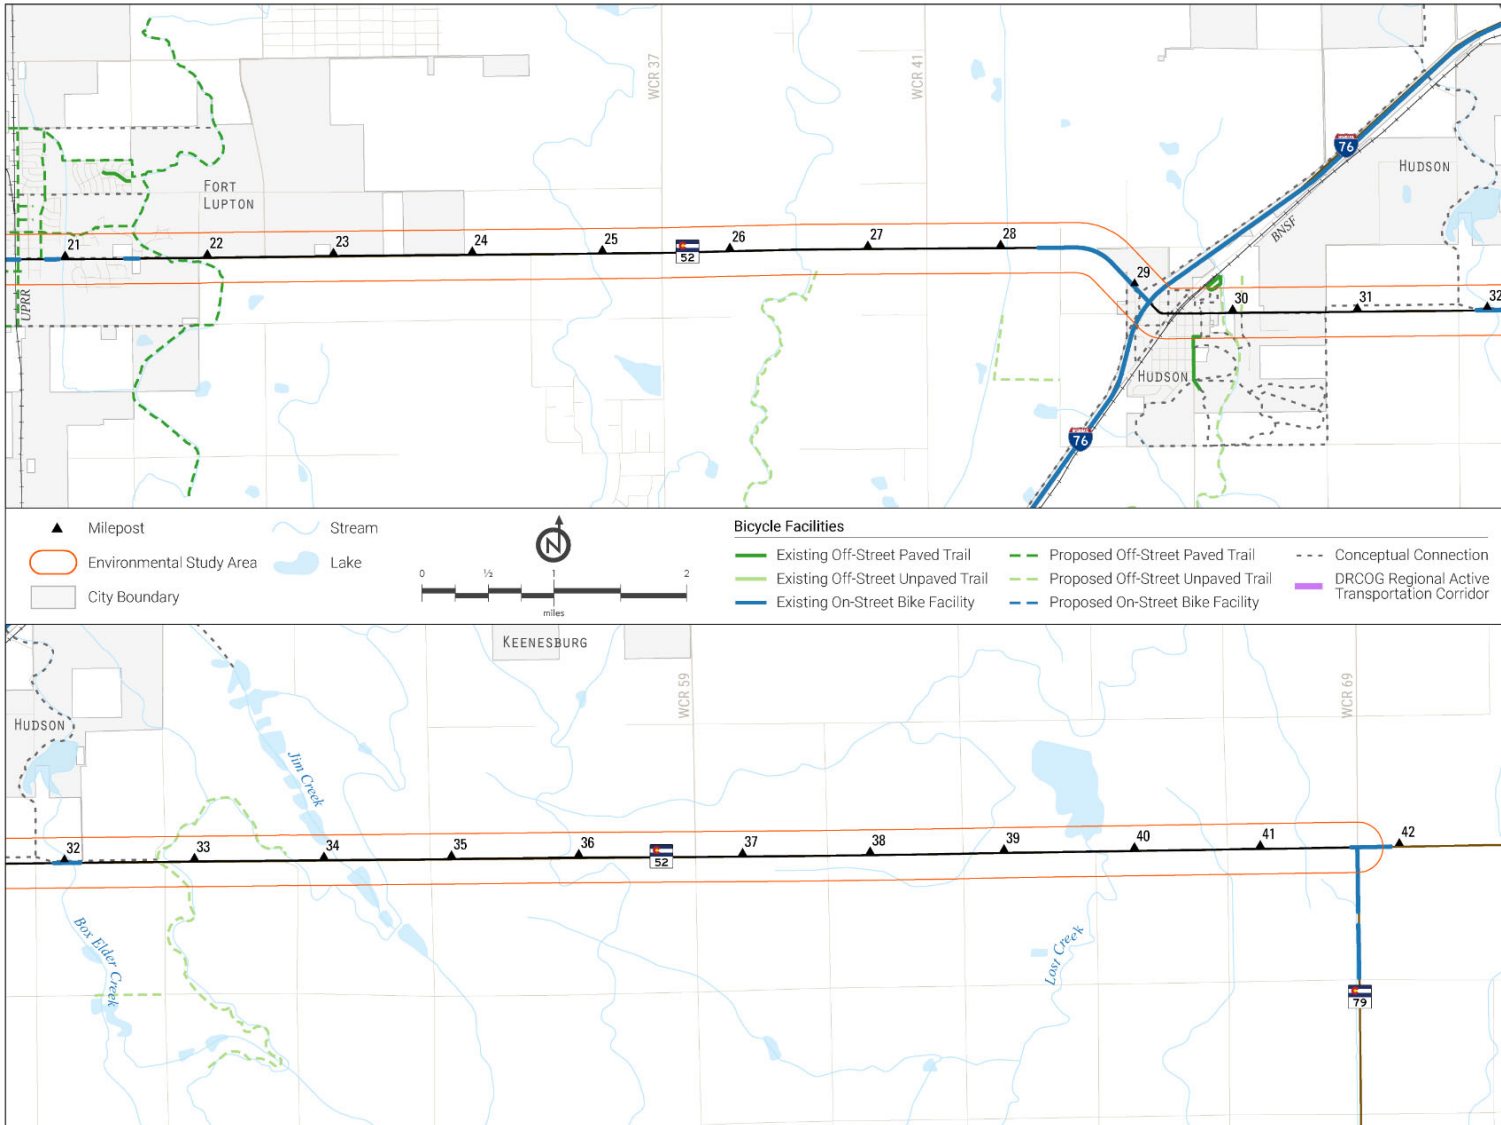 WCR 37
WCR 41
76
HUDSON
BNSF
FORT
LUPTON
21
22
23
24
25
52
26
27
28
29
30
31
32
UPRR
HUDSON
76
Milepost
Stream
Environmental Study Area
Lake
City Boundary
N
0
½
1
2
miles
Bicycle Facilities
Existing Off-Street Paved Trail
Existing Off-Street Unpaved Trail
Existing On-Street Bike Facility
Proposed Off-Street Paved Trail
Proposed Off-Street Unpaved Trail
Proposed On-Street Bike Facility
Conceptual Connection
DRCOG Regional Active
Transportation Corridor
KEENESBURG
WCR 59
WCR 69
HUDSON
Jim Creek
32
33
34
35
36
52
37
38
39
40
41
42
Box Elder Creek
Lost Creek
79